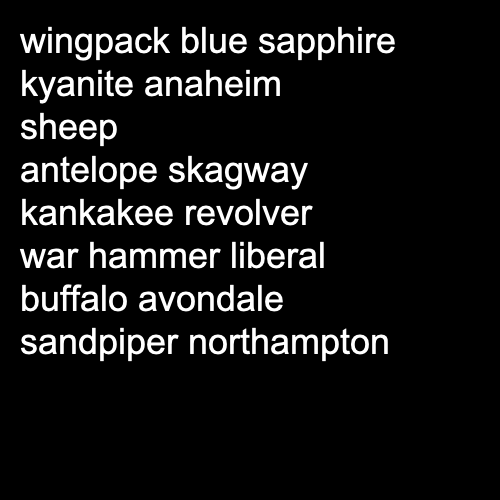 wingpack blue sapphire
kyanite anaheim
sheep
antelope skagway
kankakee revolver
war hammer liberal
buffalo avondale
sandpiper northampton